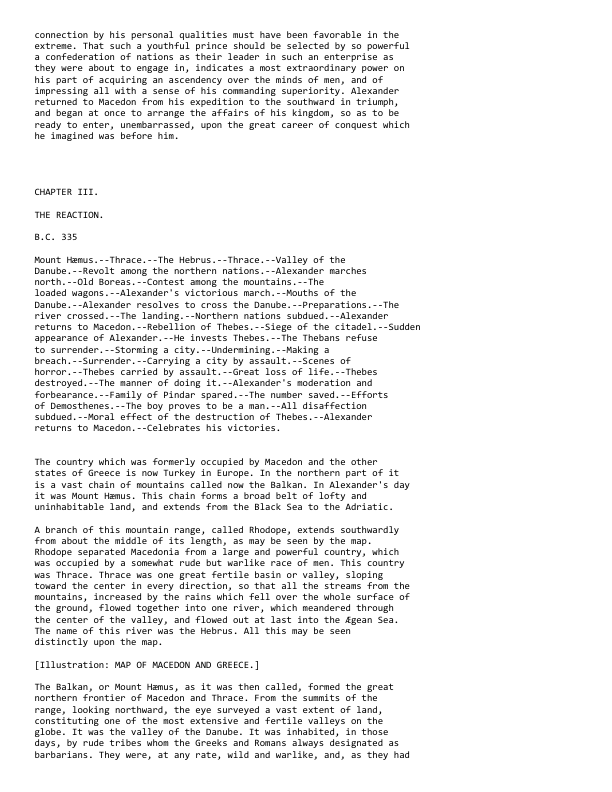 connection by his personal qualities must have been favorable in the
extreme. That such a youthful prince should be selected by so powerful
a confederation of nations as their leader in such an enterprise as
they were about to engage in, indicates a most extraordinary power on
his part of acquiring an ascendency over the minds of men, and of
impressing all with a sense of his commanding superiority. Alexander
returned to Macedon from his expedition to the southward in triumph,
and began at once to arrange the affairs of his kingdom, so as to be
ready to enter, unembarrassed, upon the great career of conquest which
he imagined was before him.
CHAPTER III.
THE REACTION.
B.C. 335
Mount Hæmus.--Thrace.--The Hebrus.--Thrace.--Valley of the
Danube.--Revolt among the northern nations.--Alexander marches
north.--Old Boreas.--Contest among the mountains.--The
loaded wagons.--Alexander's victorious march.--Mouths of the
Danube.--Alexander resolves to cross the Danube.--Preparations.--The
river crossed.--The landing.--Northern nations subdued.--Alexander
returns to Macedon.--Rebellion of Thebes.--Siege of the citadel.--Sudden
appearance of Alexander.--He invests Thebes.--The Thebans refuse
to surrender.--Storming a city.--Undermining.--Making a
breach.--Surrender.--Carrying a city by assault.--Scenes of
horror.--Thebes carried by assault.--Great loss of life.--Thebes
destroyed.--The manner of doing it.--Alexander's moderation and
forbearance.--Family of Pindar spared.--The number saved.--Efforts
of Demosthenes.--The boy proves to be a man.--All disaffection
subdued.--Moral effect of the destruction of Thebes.--Alexander
returns to Macedon.--Celebrates his victories.
The country which was formerly occupied by Macedon and the other
states of Greece is now Turkey in Europe. In the northern part of it
is a vast chain of mountains called now the Balkan. In Alexander's day
it was Mount Hæmus. This chain forms a broad belt of lofty and
uninhabitable land, and extends from the Black Sea to the Adriatic.
A branch of this mountain range, called Rhodope, extends southwardly
from about the middle of its length, as may be seen by the map.
Rhodope separated Macedonia from a large and powerful country, which
was occupied by a somewhat rude but warlike race of men. This country
was Thrace. Thrace was one great fertile basin or valley, sloping
toward the center in every direction, so that all the streams from the
mountains, increased by the rains which fell over the whole surface of
the ground, flowed together into one river, which meandered through
the center of the valley, and flowed out at last into the Ægean Sea.
The name of this river was the Hebrus. All this may be seen
distinctly upon the map.
[Illustration: MAP OF MACEDON AND GREECE.]
The Balkan, or Mount Hæmus, as it was then called, formed the great
northern frontier of Macedon and Thrace. From the summits of the
range, looking northward, the eye surveyed a vast extent of land,
constituting one of the most extensive and fertile valleys on the
globe. It was the valley of the Danube. It was inhabited, in those
days, by rude tribes whom the Greeks and Romans always designated as
barbarians. They were, at any rate, wild and warlike, and, as they had